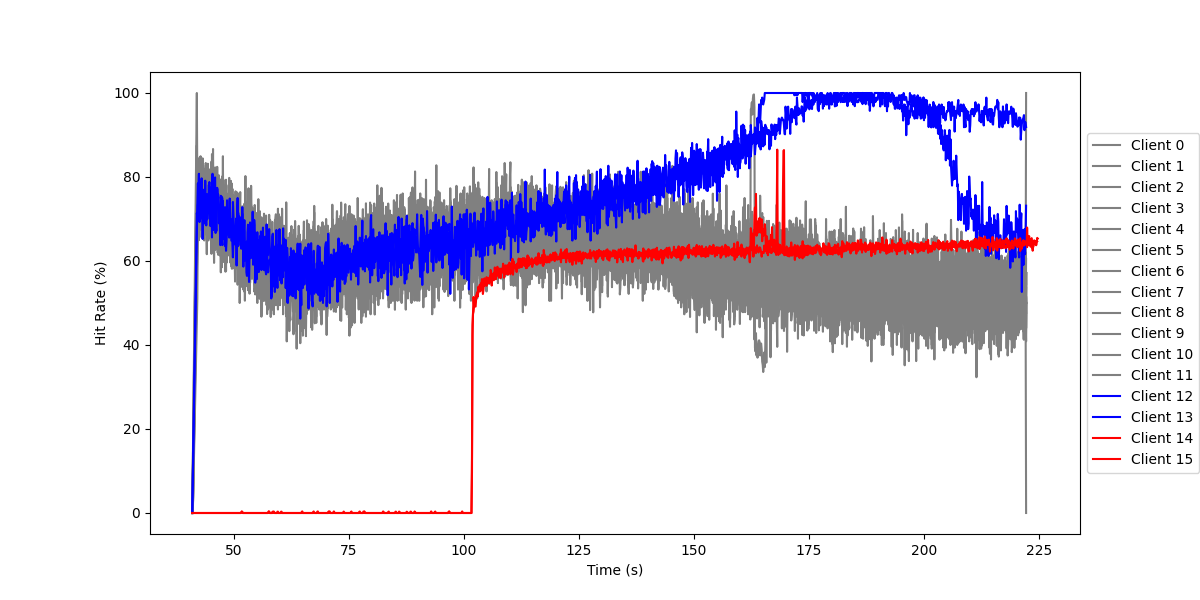 100
80
60
40
20
0
Hit Rate (%)
50
75
100
125
150
175
200
225
Time (s)
Client 0
Client 1
Client 2
Client 3
Client 4
Client 5
Client 6
Client 7
Client 8
Client 9
Client 10
Client 11
Client 12
Client 13
Client 14
Client 15